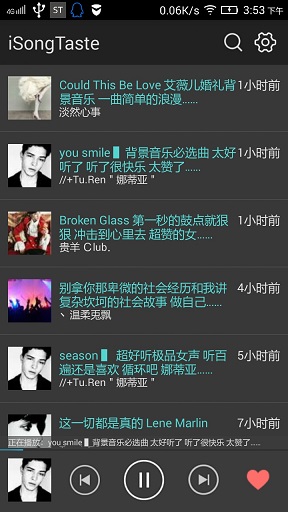 4G ST 0.06K/s 3:53 下午
iSongTaste
Could This Be Love 艾薇儿婚礼背景音乐 一曲简单的浪漫...... 1小时前
淡然心事
you smile ▋ 背景音乐必选曲 太好听了 听了很快乐 太赞了...... 1小时前
//+Tu.Ren＂娜蒂亚＂
Broken Glass 第一秒的鼓点就狠狠 冲击到心里去 超赞的女...... 1小时前
贵羊 Club.
别拿你那卑微的社会经历和我讲复杂坎坷的社会故事 做自己...... 4小时前
丶 温柔兎飘
season ▋ 超好听极品女声 听百遍还是喜欢 循环吧 娜蒂亚...... 5小时前
//+Tu.Ren＂娜蒂亚＂
这一切都是真的 Lene Marlin 7小时前
正在播放：you smile ▋ 背景音乐必选曲 太好听了 听了很快乐 太赞了......